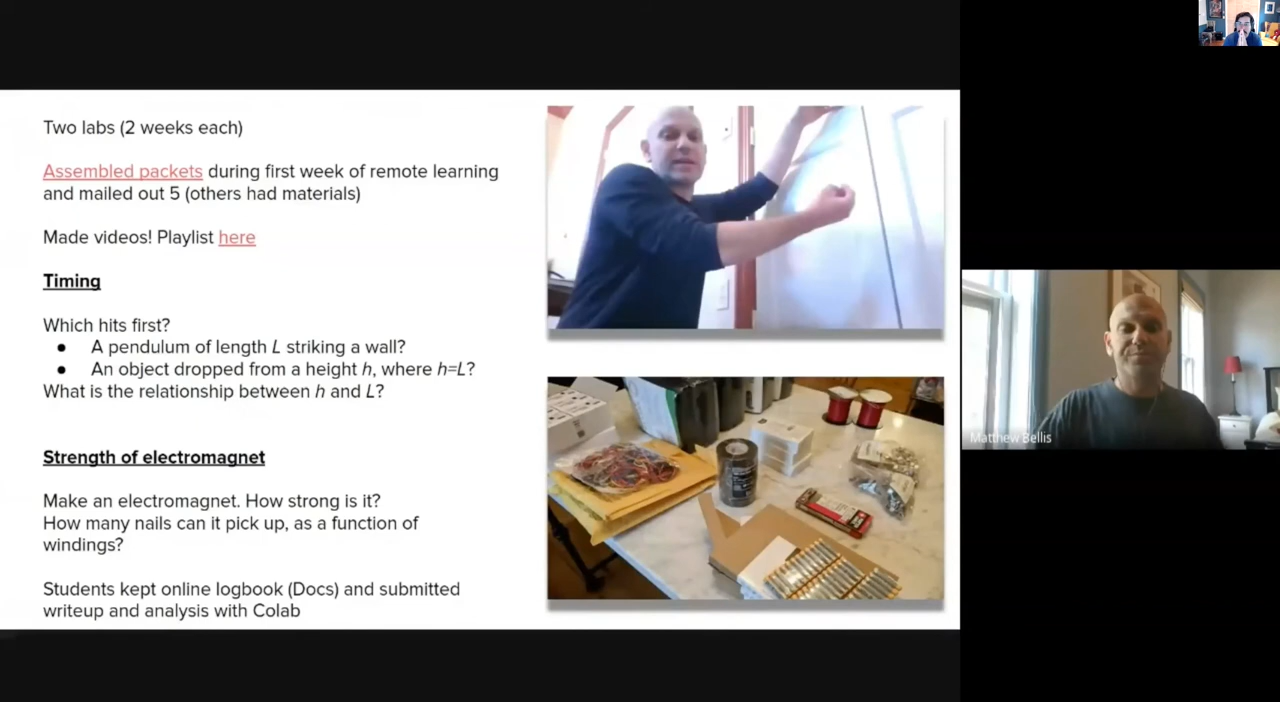 Two labs (2 weeks each)
Assembled packets during first week of remote learning
and mailed out 5 (others had materials)
Made videos! Playlist here
Timing
Which hits first?
● A pendulum of length L striking a wall?
● An object dropped from a height h, where h=L?
What is the relationship between h and L?
Strength of electromagnet
Make an electromagnet. How strong is it?
How many nails can it pick up, as a function of
windings?
Students kept online logbook (Docs) and submitted
writeup and analysis with Colab
Matthew Bellis